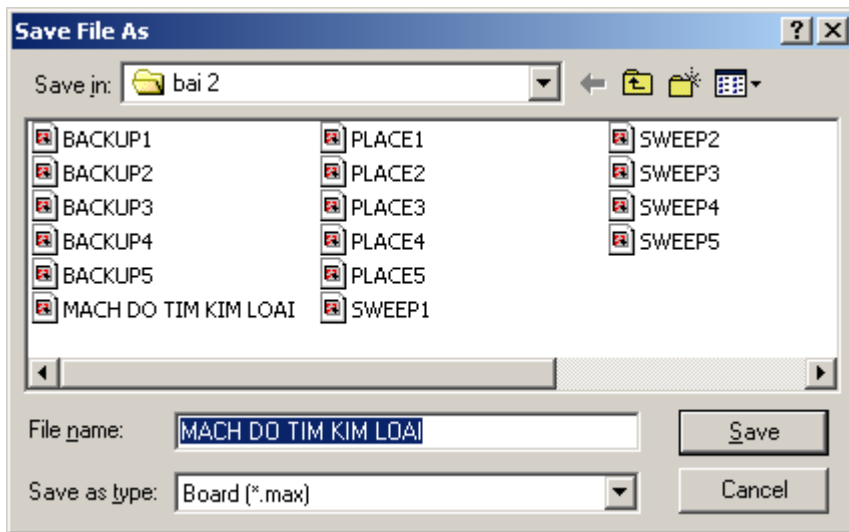 Save File As
Save in: bai 2
BACKUP1 PLACE1 SWEEP2
BACKUP2 PLACE2 SWEEP3
BACKUP3 PLACE3 SWEEP4
BACKUP4 PLACE4 SWEEP5
BACKUP5 PLACE5
MACH DO TIM KIM LOAI SWEEP1
File name: MACH DO TIM KIM LOAI Save
Save as type: Board (*.max) Cancel